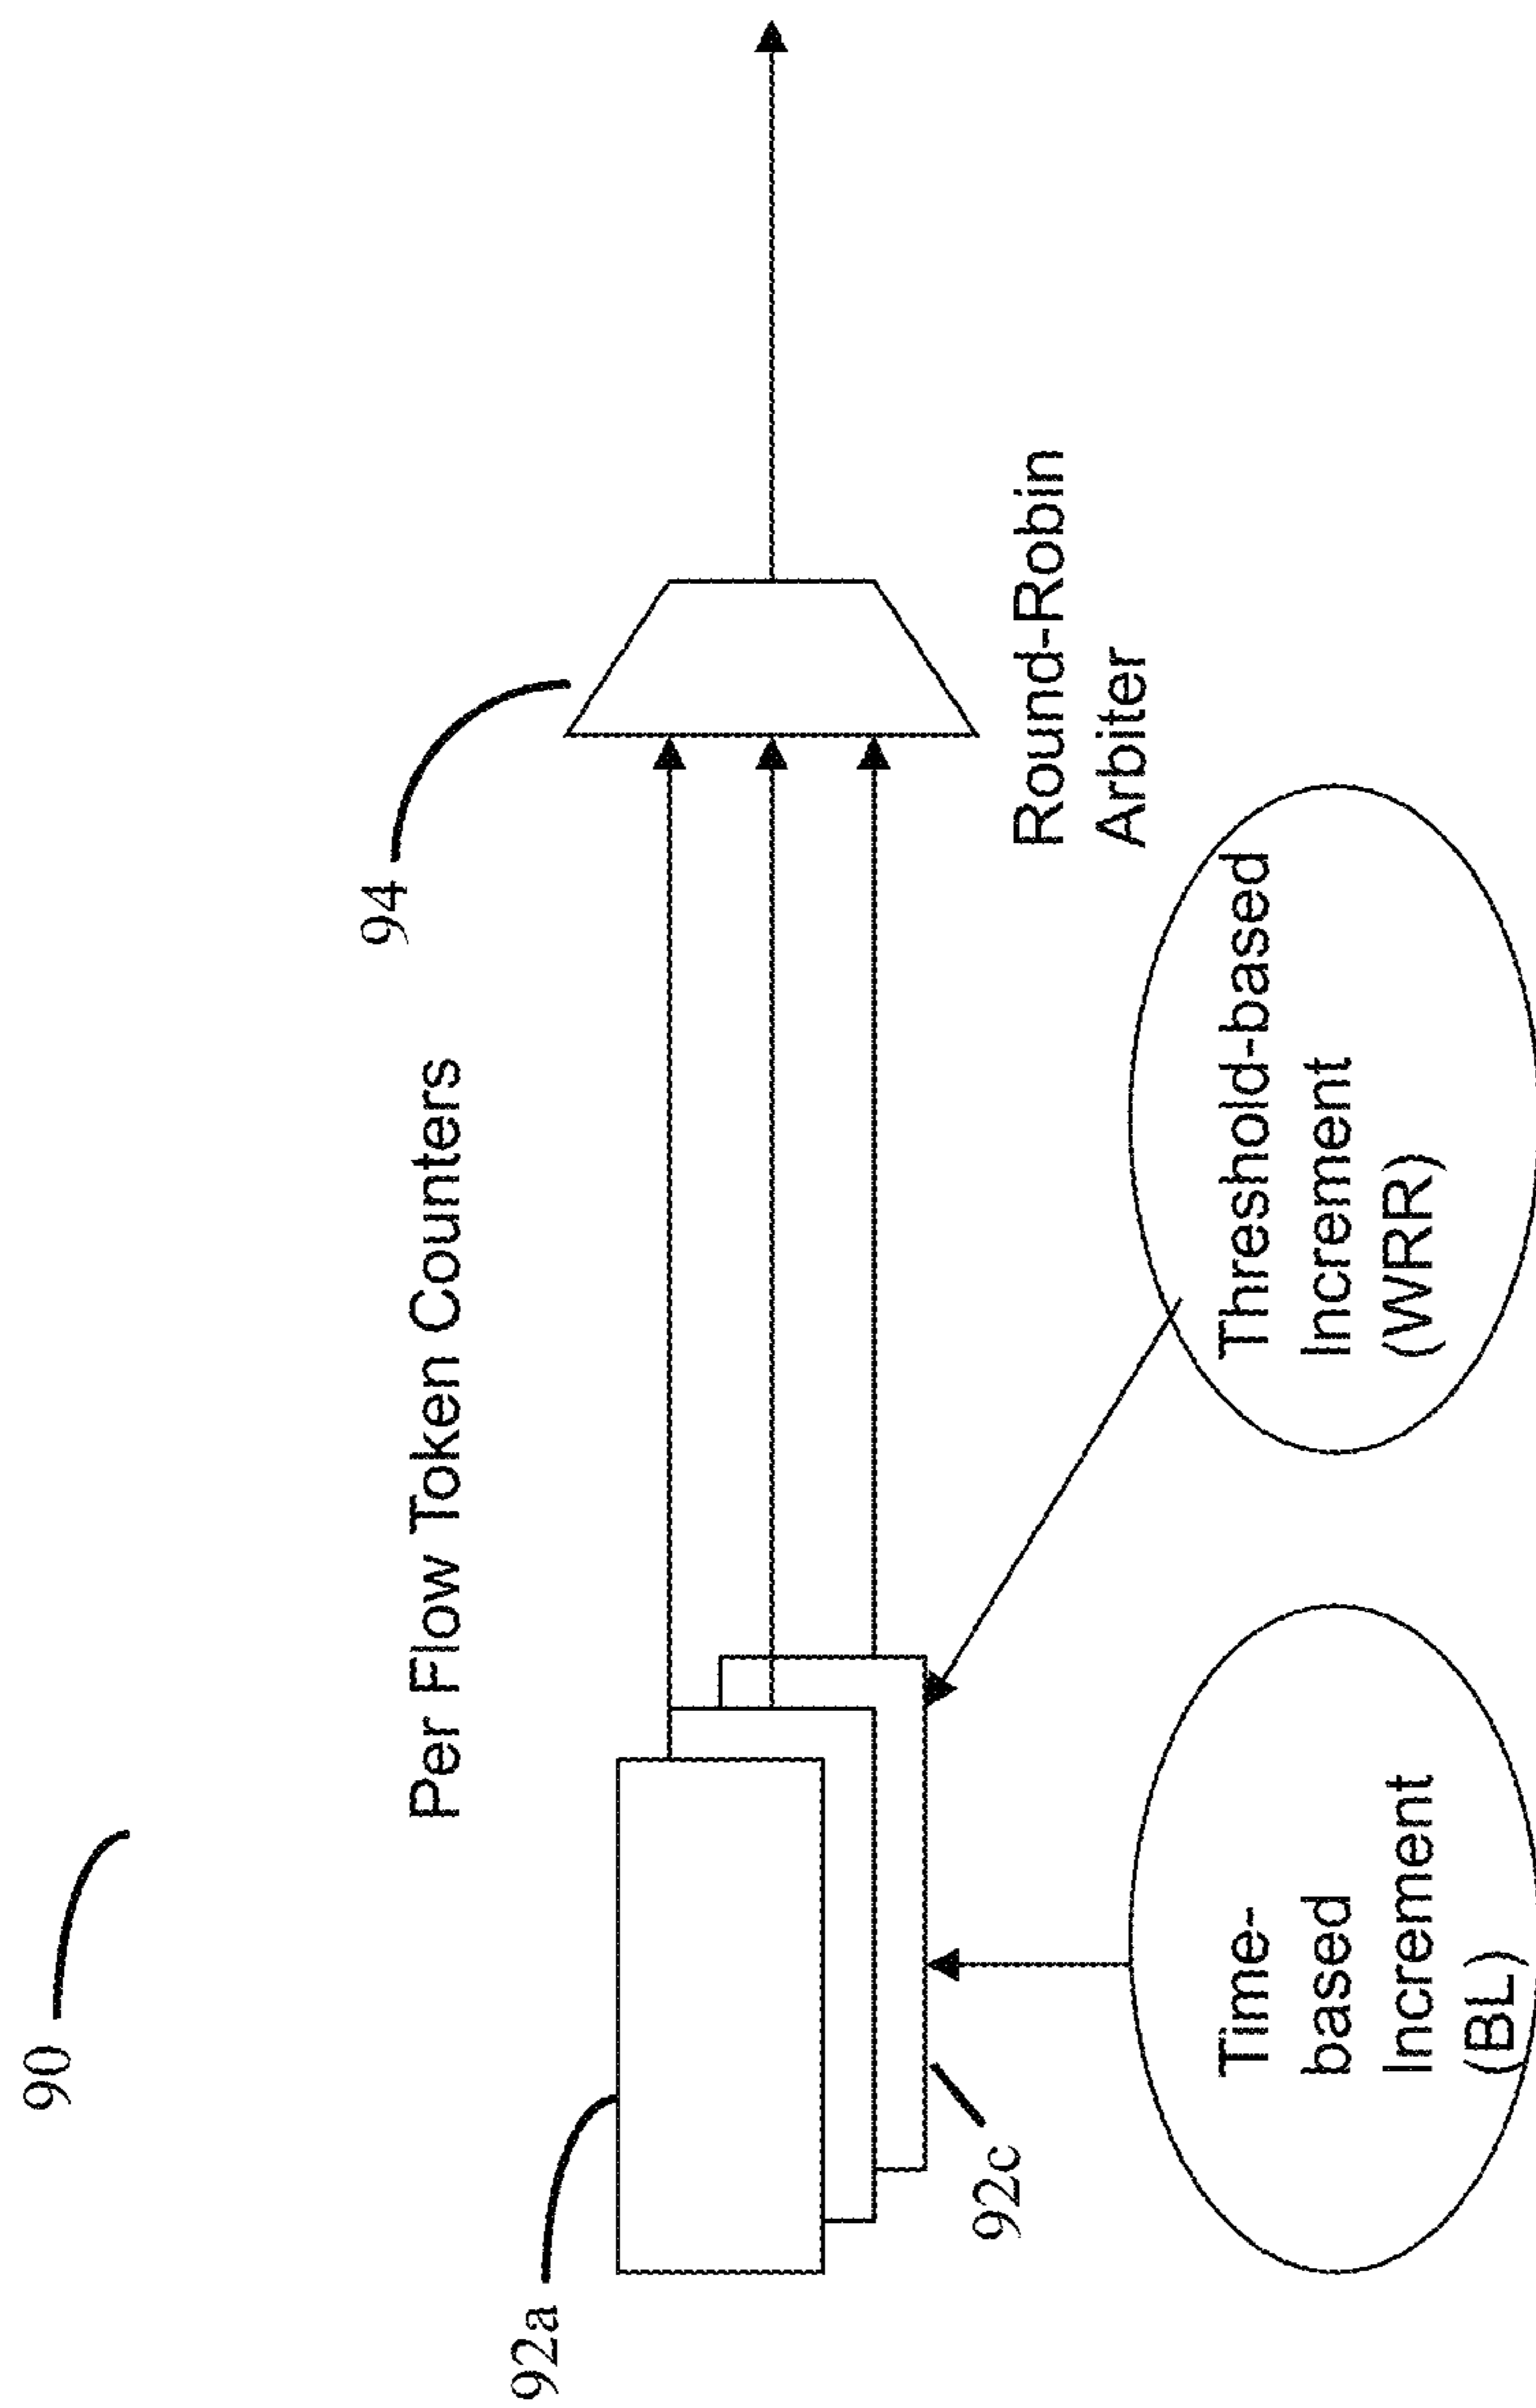 90
Per Flow Token Counters
94
92a
92c
Round-Robin
Arbiter
Time-
based
Increment
(BL)
Threshold-based
Increment
(WRR)